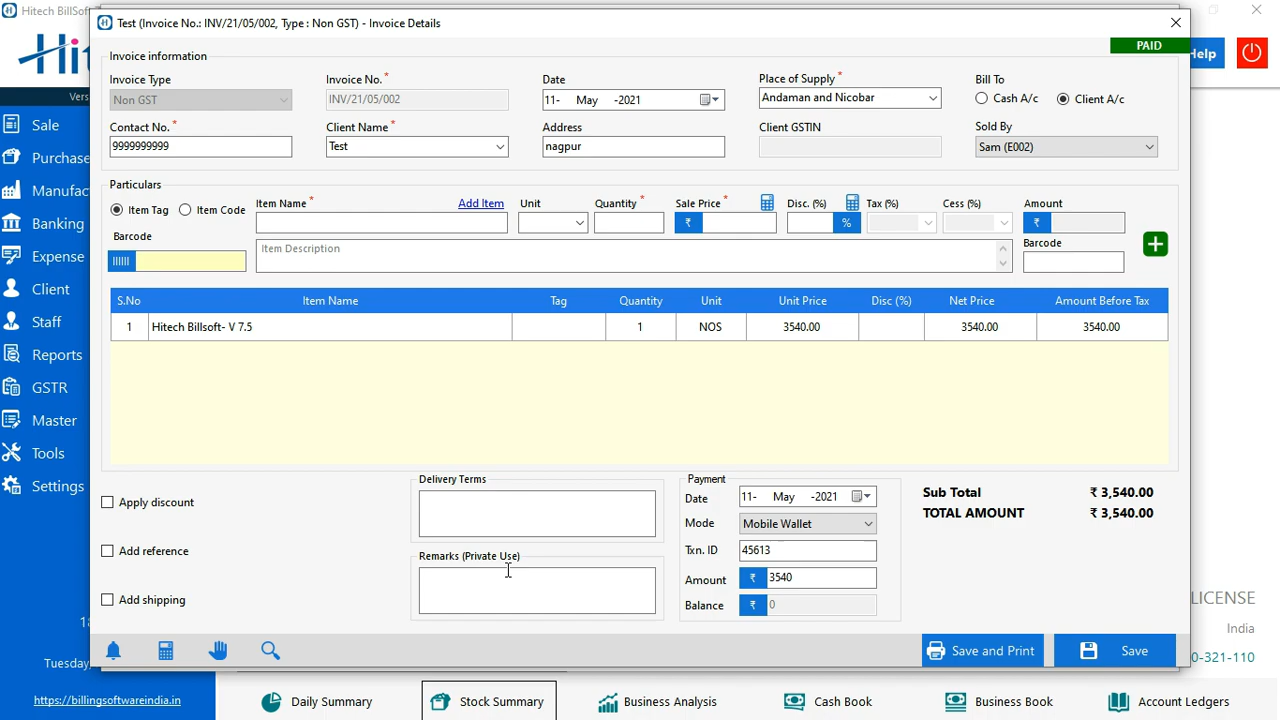 Hitech BillSoft
Test (Invoice No.: INV/21/05/002, Type : Non GST) - Invoice Details
PAID
Hit
Help
Vers
Invoice information
Invoice Type
Invoice No. *
Date
Place of Supply *
Bill To
Non GST
INV/21/05/002
11- May -2021
Andaman and Nicobar
Cash A/c
Client A/c
Contact No. *
Client Name *
Address
Client GSTIN
Sold By
9999999999
Test
nagpur
Sam (E002)
Particulars
Item Tag
Item Code
Item Name *
Add Item
Unit
Quantity *
Sale Price *
Disc. (%)
Tax (%)
Cess (%)
Amount
₹
%
₹
Barcode
Item Description
Barcode
S.No Item Name Tag Quantity Unit Unit Price Disc (%) Net Price Amount Before Tax
1 Hitech Billsoft- V 7.5 1 NOS 3540.00 3540.00 3540.00
Sale
Purchase
Manufac
Banking
Expense
Client
Staff
Reports
GSTR
Master
Tools
Settings
Apply discount
Add reference
Add shipping
Delivery Terms
Remarks (Private Use)
Payment
Date 11- May -2021
Mode Mobile Wallet
Txn. ID 45613
Amount ₹ 3540
Balance ₹ 0
Sub Total ₹ 3,540.00
TOTAL AMOUNT ₹ 3,540.00
Save and Print
Save
LICENSE
India
0-321-110
18
Tuesday,
https://billingsoftwareindia.in
Daily Summary
Stock Summary
Business Analysis
Cash Book
Business Book
Account Ledgers